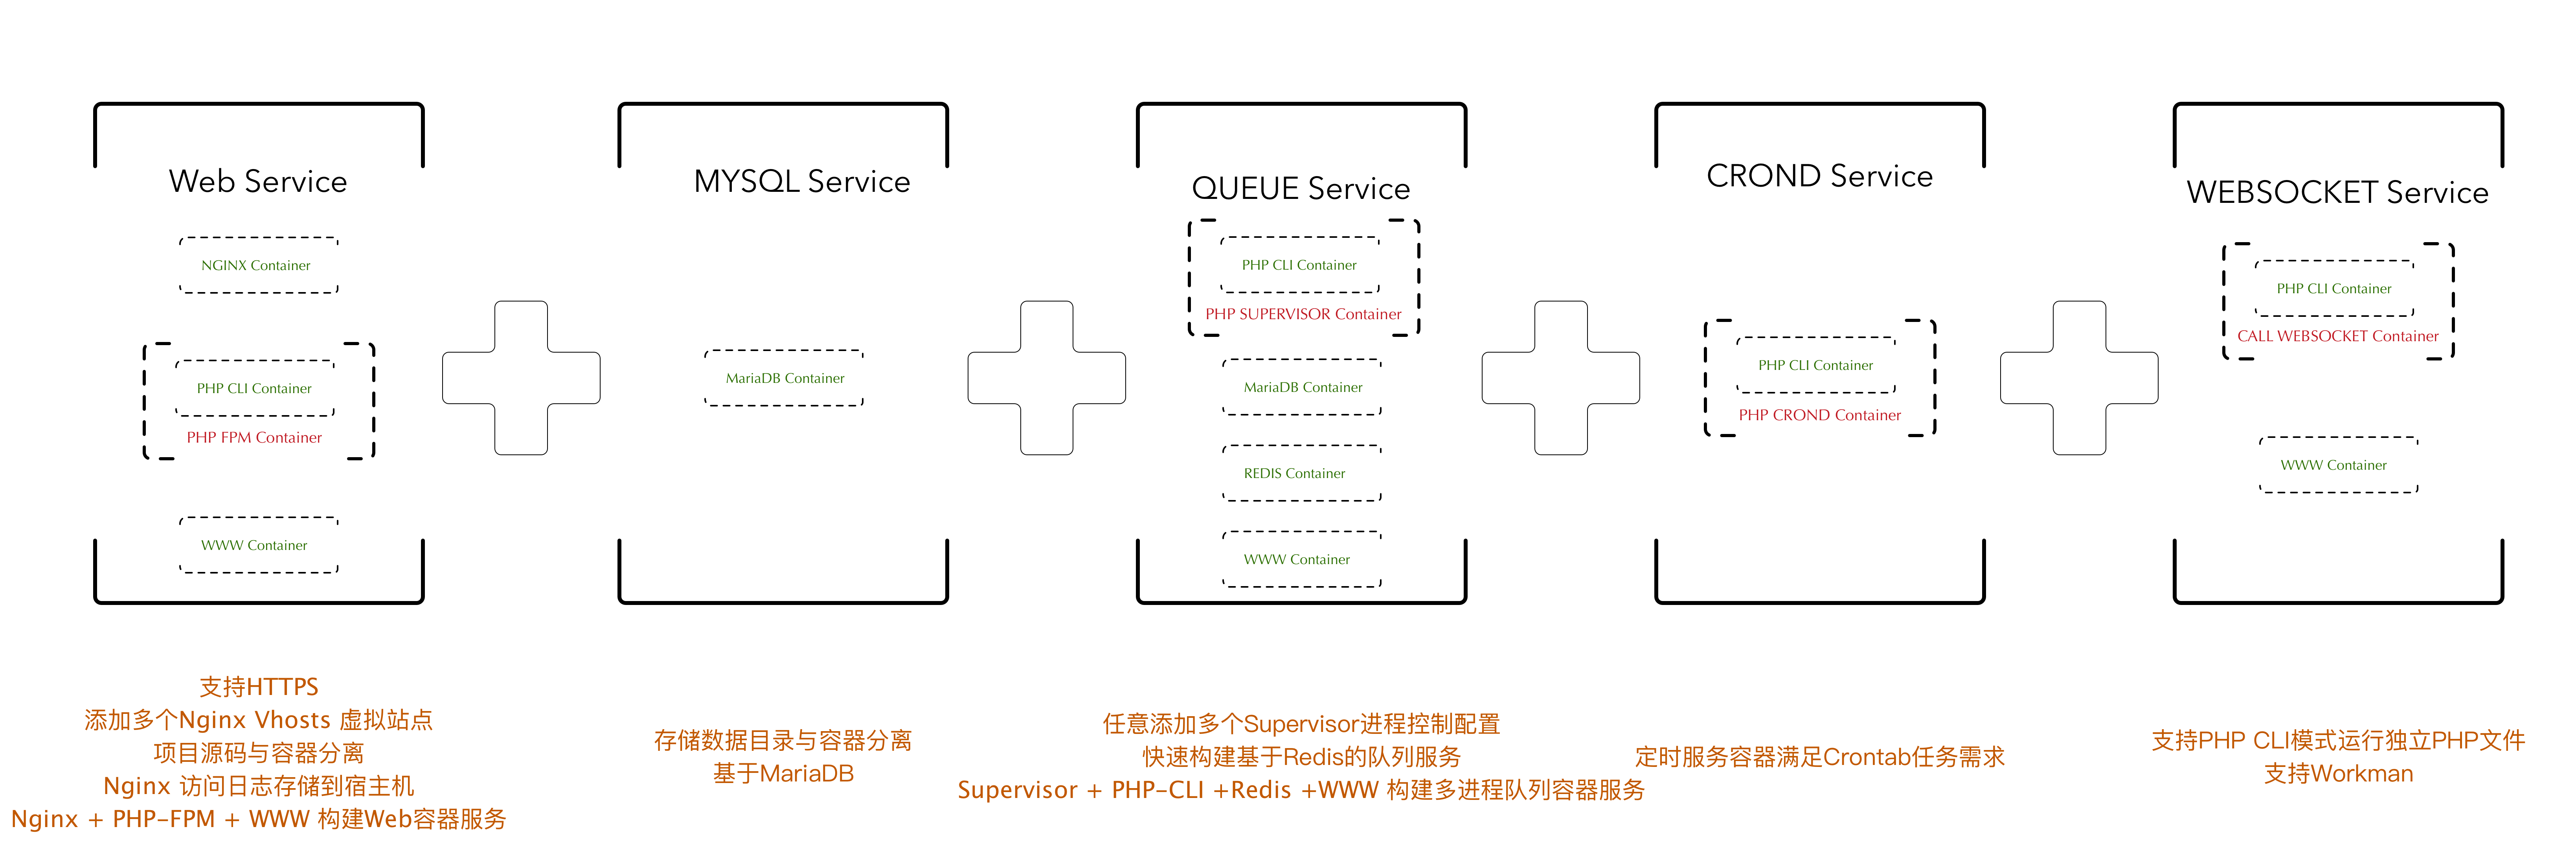 Web Service
NGINX Container
PHP CLI Container
PHP FPM Container
WWW Container
支持HTTPS
添加多个Nginx Vhosts 虚拟站点
项目源码与容器分离
Nginx 访问日志存储到宿主机
Nginx + PHP-FPM + WWW 构建Web容器服务
MYSQL Service
MariaDB Container
存储数据目录与容器分离
基于MariaDB
QUEUE Service
PHP CLI Container
PHP SUPERVISOR Container
MariaDB Container
REDIS Container
WWW Container
任意添加多个Supervisor进程控制配置
快速构建基于Redis的队列服务
Supervisor + PHP-CLI +Redis +WWW 构建多进程队列容器服务
CROND Service
PHP CLI Container
PHP CROND Container
定时服务容器满足Crontab任务需求
WEBSOCKET Service
PHP CLI Container
CALL WEBSOCKET Container
WWW Container
支持PHP CLI模式运行独立PHP文件
支持Workman